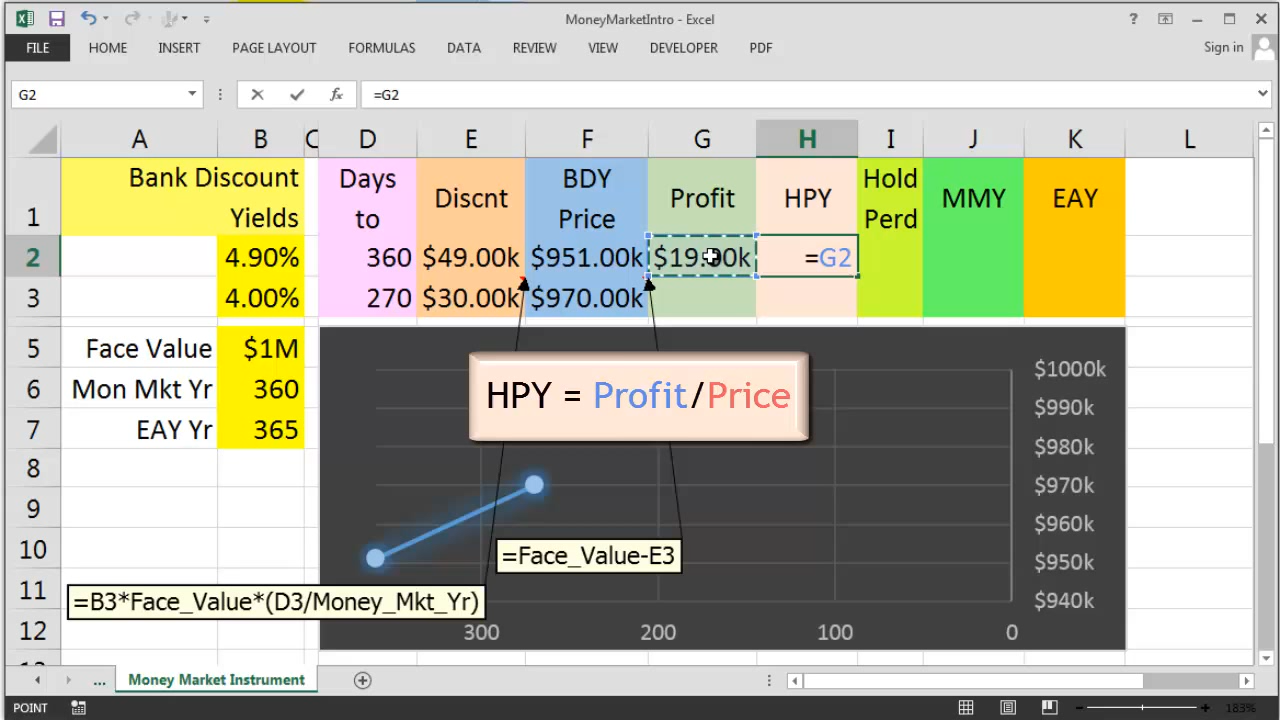 MoneyMarketIntro - Excel
?
FILE HOME INSERT PAGE LAYOUT FORMULAS DATA REVIEW VIEW DEVELOPER PDF Sign in
G2 fx =G2
A B C D E F G H I J K L
1 Bank Discount Yields Days to Discnt BDY Price Profit HPY Hold Perd MMY EAY
2 4.90% 360 $49.00k $951.00k $19.00k =G2
3 4.00% 270 $30.00k $970.00k
5 Face Value $1M
6 Mon Mkt Yr 360
7 EAY Yr 365
8
9
10
11
12
HPY = Profit/Price
=Face_Value-E3
=B3*Face_Value*(D3/Money_Mkt_Yr)
$1000k
$990k
$980k
$970k
$960k
$950k
$940k
300 200 100 0
... Money Market Instrument
POINT 183%